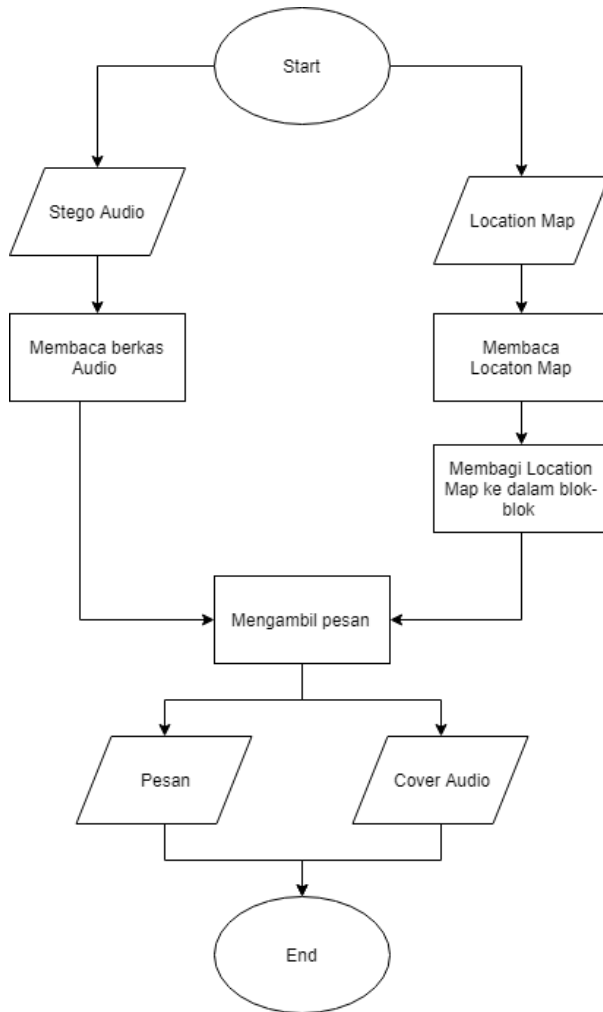 Start
Stego Audio
Location Map
Membaca berkas
Audio
Membaca
Locaton Map
Membagi Location
Map ke dalam blok-
blok
Mengambil pesan
Pesan
Cover Audio
End